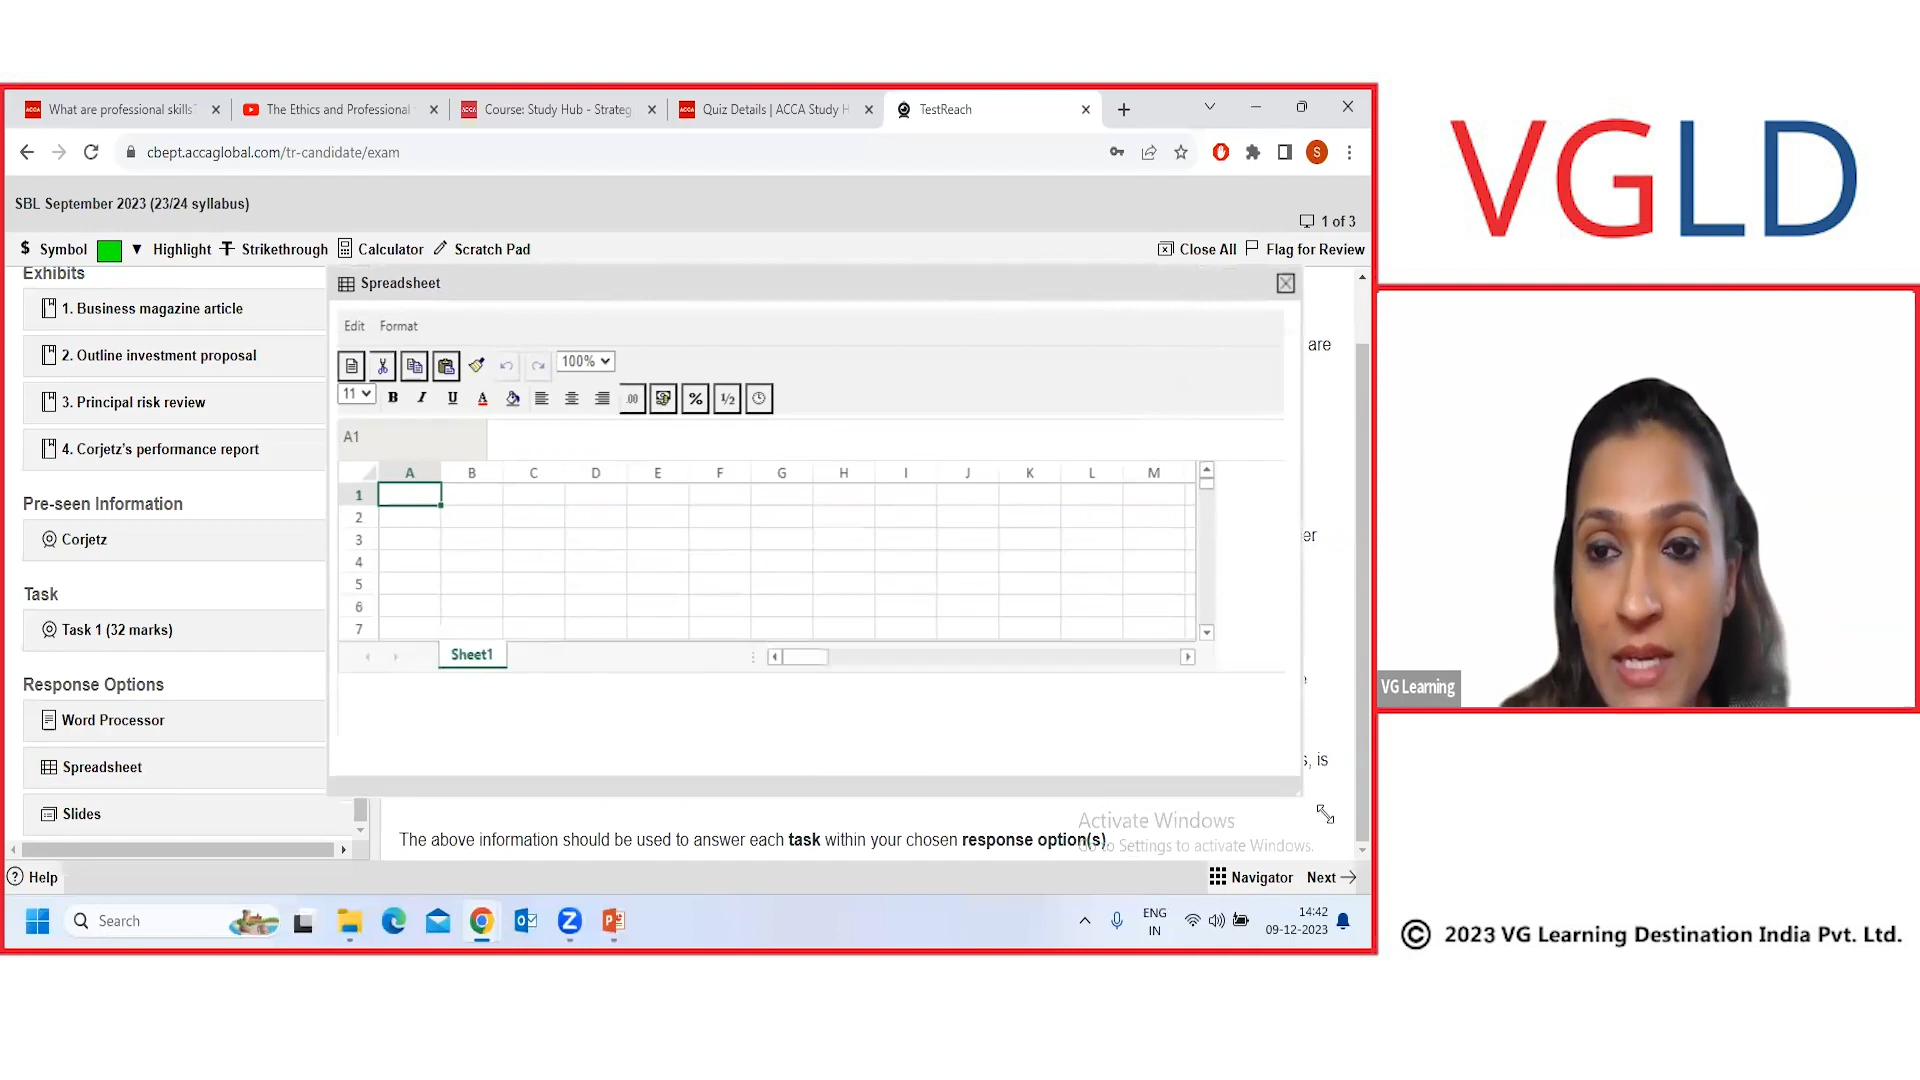 What are professional skills
The Ethics and Professional
Course: Study Hub - Strateg
Quiz Details | ACCA Study H
TestReach
cbept.accaglobal.com/tr-candidate/exam
SBL September 2023 (23/24 syllabus)
1 of 3
$ Symbol
Highlight
Strikethrough
Calculator
Scratch Pad
Close All
Flag for Review
Exhibits
1. Business magazine article
2. Outline investment proposal
3. Principal risk review
4. Corjetz's performance report
Pre-seen Information
Corjetz
Task
Task 1 (32 marks)
Response Options
Word Processor
Spreadsheet
Slides
Spreadsheet
Edit Format
100%
11 B I U A .00 % 1/2
A1
A B C D E F G H I J K L M
1
2
3
4
5
6
7
Sheet1
are
er
s, is
The above information should be used to answer each task within your chosen response option(s).
Activate Windows
Go to Settings to activate Windows.
Help
Navigator
Next
Search
ENG
IN
14:42
09-12-2023
VGLD
VG Learning
© 2023 VG Learning Destination India Pvt. Ltd.